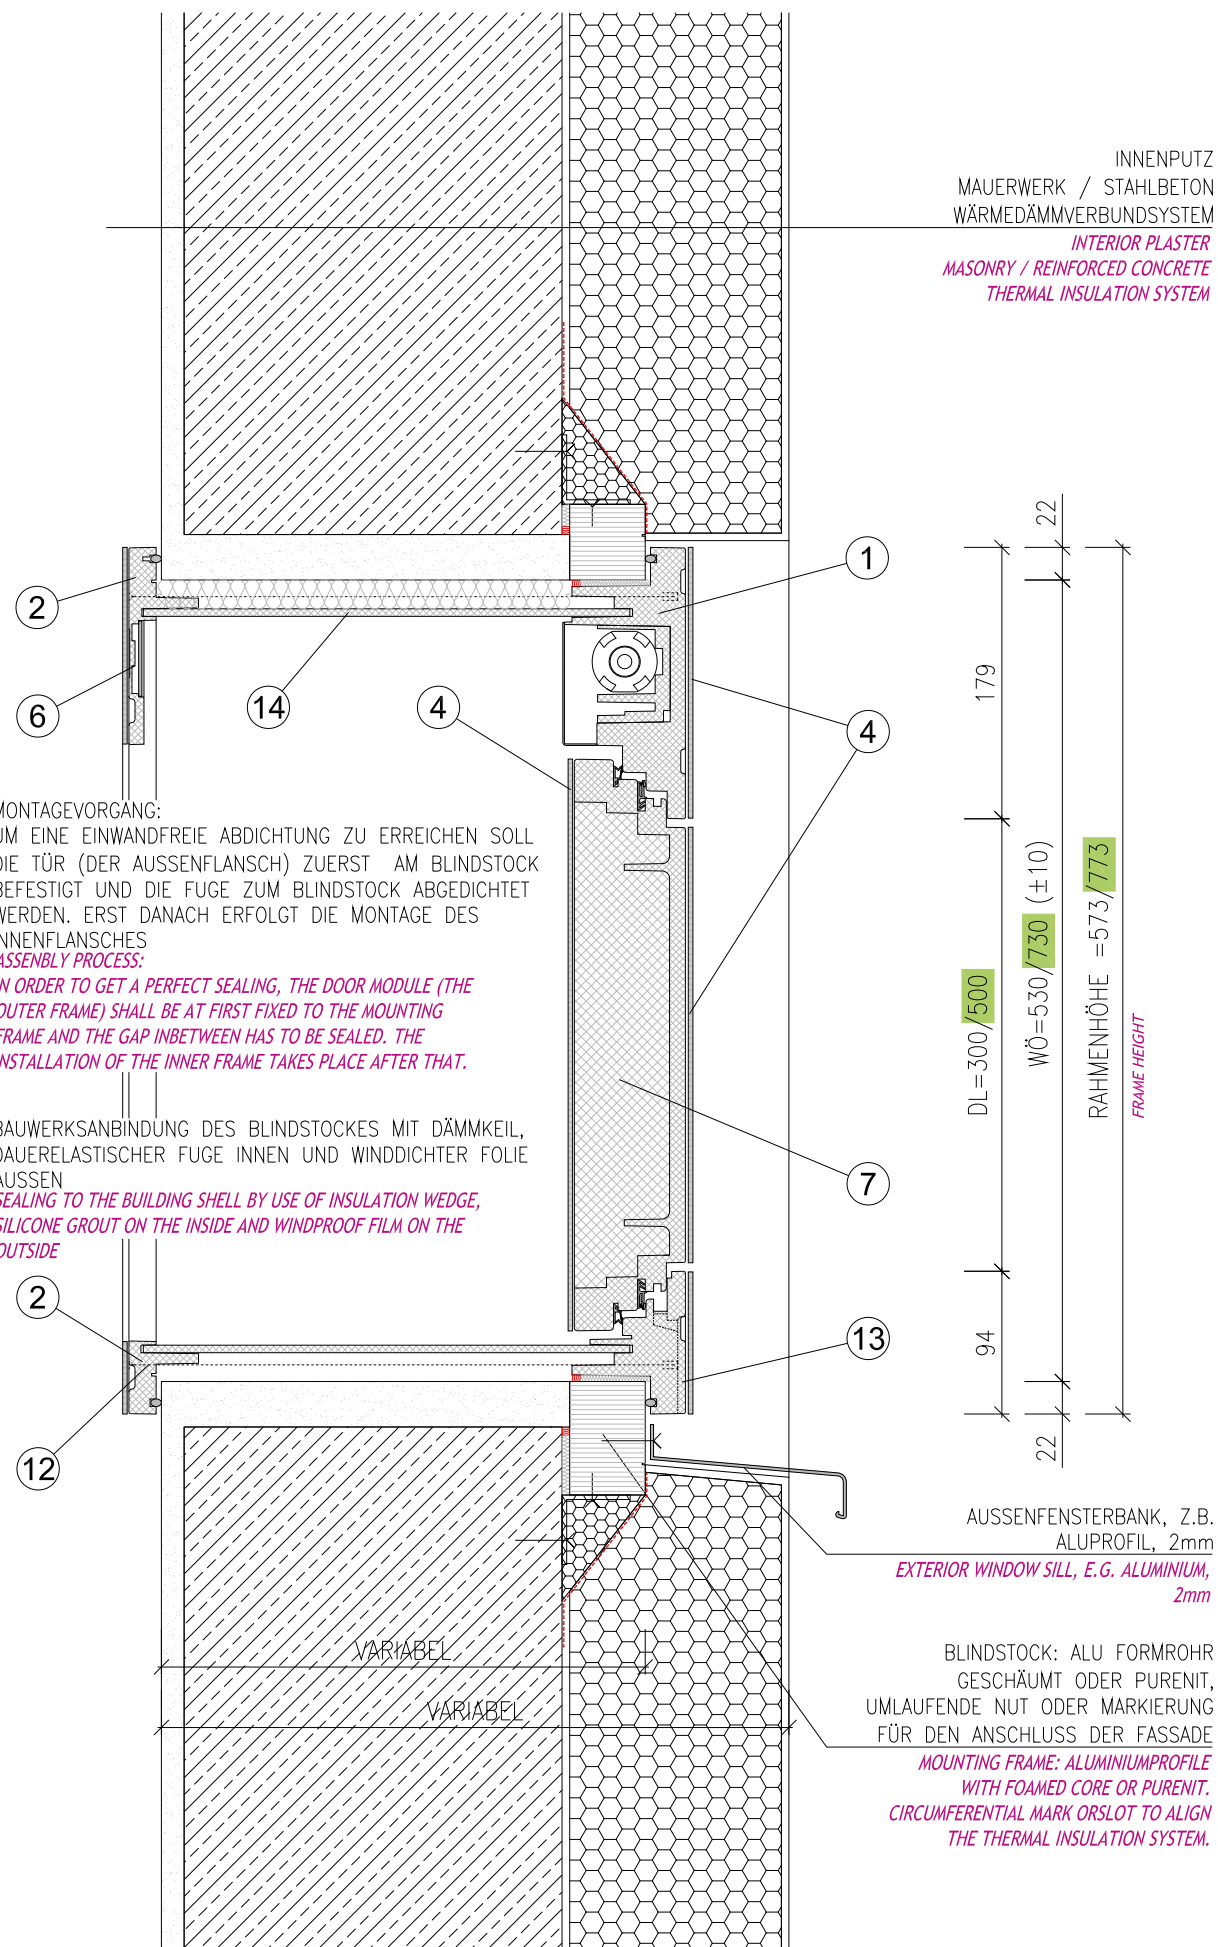 INNENPUTZ
MAUERWERK / STAHLBETON
WÄRMEDÄMMVERBUNDSYSTEM
INTERIOR PLASTER
MASONRY / REINFORCED CONCRETE
THERMAL INSULATION SYSTEM
22
1
2
179
6
14
4
4
MONTAGEVORGANG:
UM EINE EINWANDFREIE ABDICHTUNG ZU ERREICHEN SOLL
DIE TÜR (DER AUSSENFLANSCH) ZUERST AM BLINDSTOCK
BEFESTIGT UND DIE FUGE ZUM BLINDSTOCK ABGEDICHTET
WERDEN. ERST DANACH ERFOLGT DIE MONTAGE DES
INNENFLANSCHES
ASSENBLY PROCESS:
IN ORDER TO GET A PERFECT SEALING, THE DOOR MODULE (THE
OUTER FRAME) SHALL BE AT FIRST FIXED TO THE MOUNTING
FRAME AND THE GAP INBETWEEN HAS TO BE SEALED. THE
INSTALLATION OF THE INNER FRAME TAKES PLACE AFTER THAT.
DL=300/500
WÖ=530/730 (±10)
RAHMENHÖHE =573/773
FRAME HEIGHT
BAUWERKSANBINDUNG DES BLINDSTOCKES MIT DÄMMKEIL,
DAUERELASTISCHER FUGE INNEN UND WINDDICHTER FOLIE
AUSSEN
SEALING TO THE BUILDING SHELL BY USE OF INSULATION WEDGE,
SILICONE GROUT ON THE INSIDE AND WINDPROOF FILM ON THE
OUTSIDE
7
2
13
94
12
22
AUSSENFENSTERBANK, Z.B.
ALUPROFIL, 2mm
EXTERIOR WINDOW SILL, E.G. ALUMINIUM,
2mm
VARIABEL
VARIABEL
BLINDSTOCK: ALU FORMROHR
GESCHÄUMT ODER PURENIT,
UMLAUFENDE NUT ODER MARKIERUNG
FÜR DEN ANSCHLUSS DER FASSADE
MOUNTING FRAME: ALUMINIUMPROFILE
WITH FOAMED CORE OR PURENIT.
CIRCUMFERENTIAL MARK ORSLOT TO ALIGN
THE THERMAL INSULATION SYSTEM.